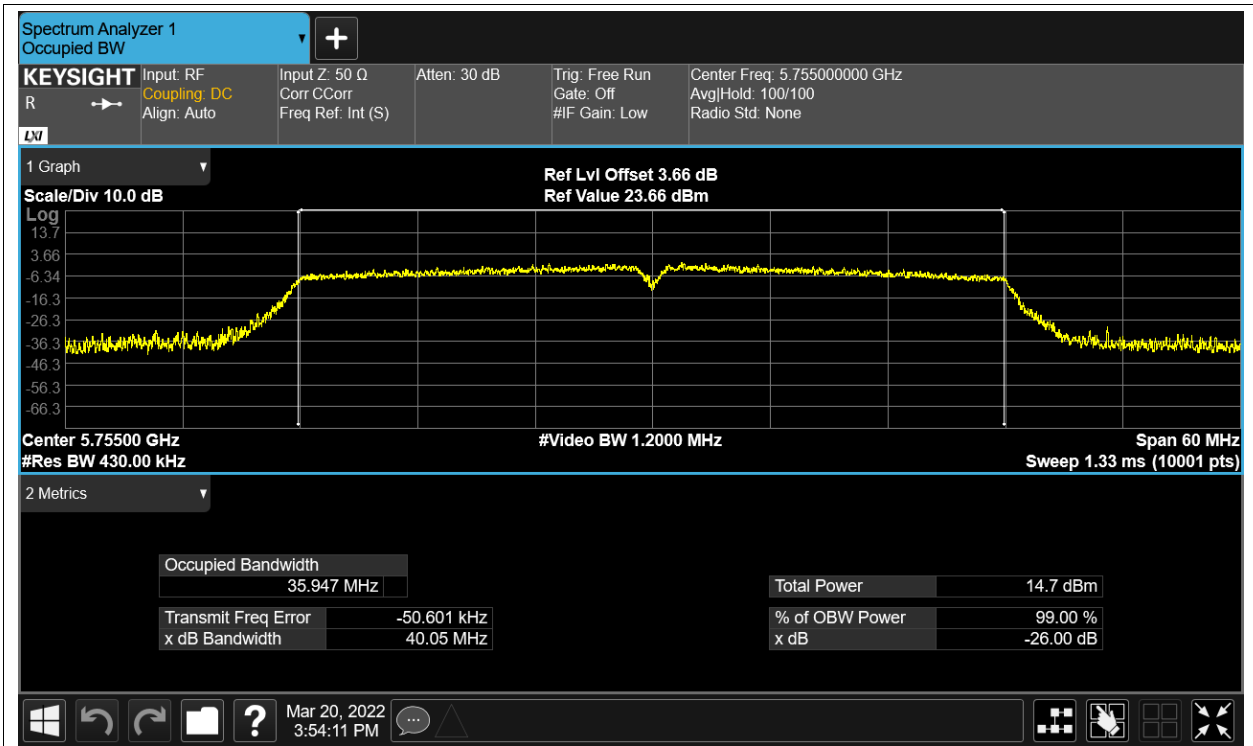 Spectrum Analyzer 1
Occupied BW
KEYSIGHT
R
LXI
Input: RF
Coupling: DC
Align: Auto
Input Z: 50 Ω
Corr CCorr
Freq Ref: Int (S)
Atten: 30 dB
Trig: Free Run
Gate: Off
#IF Gain: Low
Center Freq: 5.755000000 GHz
Avg|Hold: 100/100
Radio Std: None
1 Graph
Scale/Div 10.0 dB
Ref Lvl Offset 3.66 dB
Ref Value 23.66 dBm
Log
13.7
3.66
-6.34
-16.3
-26.3
-36.3
-46.3
-56.3
-66.3
Center 5.75500 GHz
#Res BW 430.00 kHz
#Video BW 1.2000 MHz
Span 60 MHz
Sweep 1.33 ms (10001 pts)
2 Metrics
Occupied Bandwidth
35.947 MHz
Transmit Freq Error -50.601 kHz
x dB Bandwidth 40.05 MHz
Total Power 14.7 dBm
% of OBW Power 99.00 %
x dB -26.00 dB
?
Mar 20, 2022
3:54:11 PM